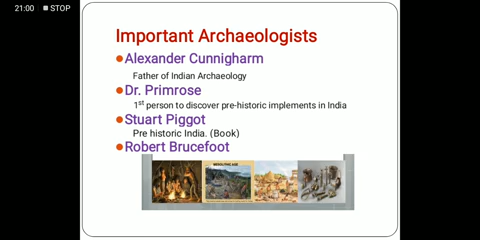 21:00 STOP
Important Archaeologists
Alexander Cunnigharm
Father of Indian Archaeology
Dr. Primrose
1st person to discover pre-historic implements in India
Stuart Piggot
Pre historic India. (Book)
Robert Brucefoot